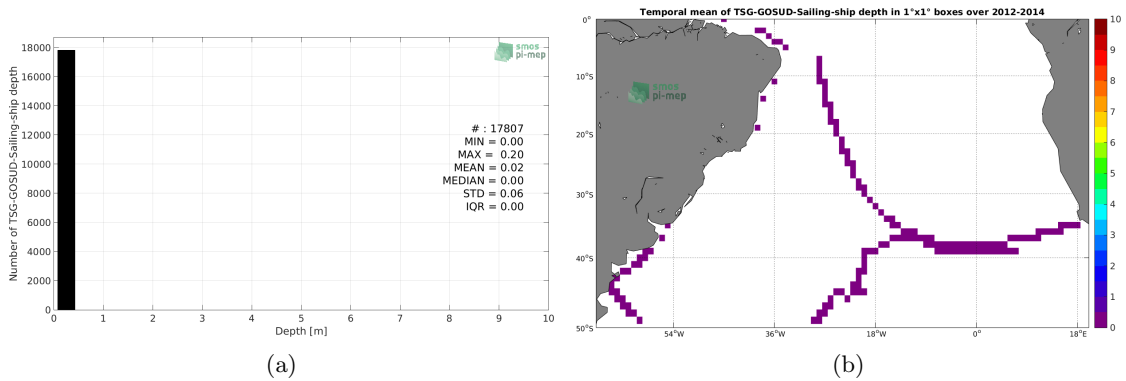 18000
16000
14000
12000
10000
8000
6000
4000
2000
0
Number of TSG-GOSUD-Sailing-ship depth
smos
pi-mep
# : 17807
MIN = 0.00
MAX = 0.20
MEAN = 0.02
MEDIAN = 0.00
STD = 0.06
IQR = 0.00
0 1 2 3 4 5 6 7 8 9 10
Depth [m]
(a)
Temporal mean of TSG-GOSUD-Sailing-ship depth in 1°x1° boxes over 2012-2014
0°
10°S
20°S
30°S
40°S
50°S
smos
pi-mep
54°W 36°W 18°W 0° 18°E
10
9
8
7
6
5
4
3
2
1
0
(b)